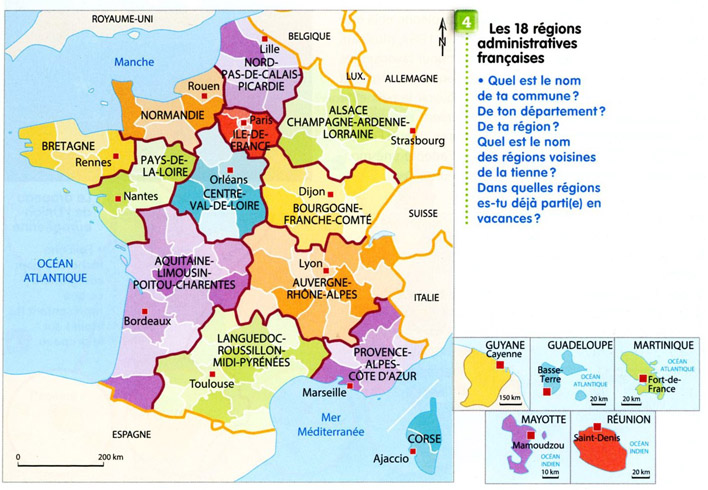 ROYAUME-UNI
BELGIQUE
Manche
Lille
NORD-
PAS-DE-CALAIS-
PICARDIE
LUX.
ALLEMAGNE
Rouen
NORMANDIE
Paris
ÎLE-DE-
FRANCE
ALSACE
CHAMPAGNE-ARDENNE-
LORRAINE
Strasbourg
BRETAGNE
Rennes
PAYS-DE-
LA-LOIRE
Nantes
Orléans
CENTRE-
VAL-DE-LOIRE
Dijon
BOURGOGNE-
FRANCHE-COMTÉ
SUISSE
OCÉAN
ATLANTIQUE
AQUITAINE-
LIMOUSIN-
POITOU-CHARENTES
Bordeaux
Lyon
AUVERGNE-
RHÔNE-ALPES
ITALIE
LANGUEDOC-
ROUSSILLON-
MIDI-PYRÉNÉES
Toulouse
PROVENCE-
ALPES-
CÔTE D'AZUR
Marseille
Mer
Méditerranée
ESPAGNE
CORSE
Ajaccio
200 km
N
4
Les 18 régions
administratives
françaises
• Quel est le nom
de ta commune ?
De ton département ?
De ta région ?
Quel est le nom
des régions voisines
de la tienne ?
Dans quelles régions
es-tu déjà parti(e) en
vacances ?
GUYANE
Cayenne
150 km
GUADELOUPE
Basse-
Terre
OCÉAN
ATLANTIQUE
20 km
MARTINIQUE
OCÉAN
ATLANTIQUE
Fort-de-
France
20 km
MAYOTTE
Mamoudzou
OCÉAN
INDIEN
10 km
RÉUNION
Saint-Denis
OCÉAN
INDIEN
20 km